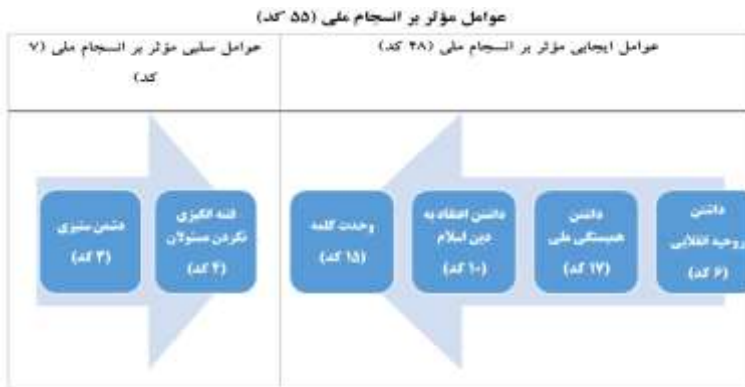 عوامل مؤثر بر انسجام ملی (۵۵ کد)
عوامل ایجابی مؤثر بر انسجام ملی (۴۸ کد)
عوامل سلبی مؤثر بر انسجام ملی (۷
کد)
داشتن
روحیه انقلابی
(۶ کد)
داشتن
همبستگی ملی
(۱۷ کد)
داشتن اعتقاد به
دین اسلام
(۱۰ کد)
وحدت کلمه
(۱۵ کد)
فتنه انگیزی
نکردن مسئولان
(۴ کد)
دشمن ستیزی
(۳ کد)